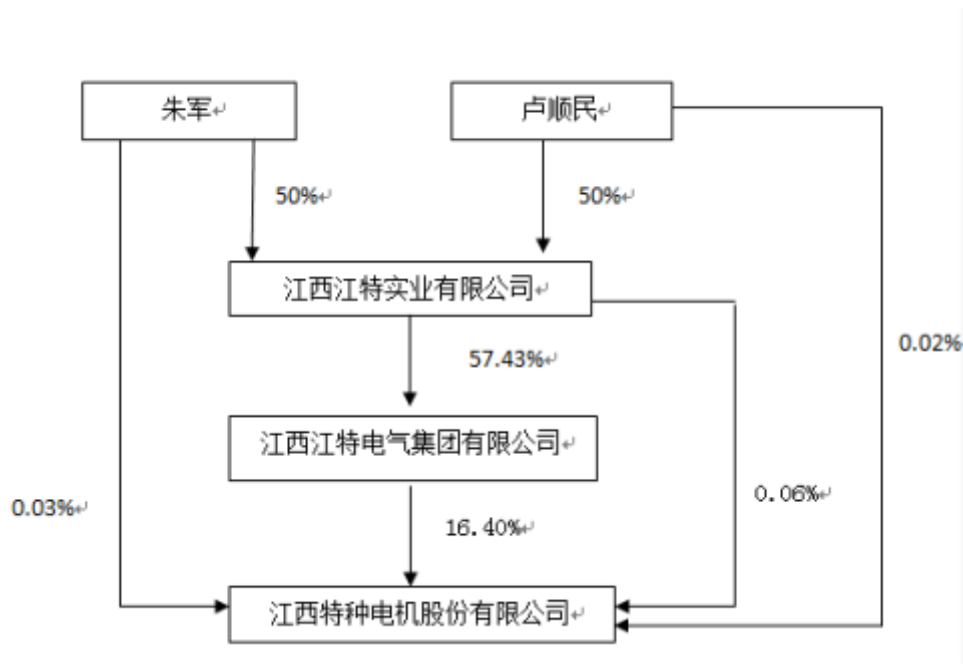 朱军
卢顺民
50%
50%
江西江特实业有限公司
0.02%
57.43%
江西江特电气集团有限公司
0.03%
0.06%
16.40%
江西特种电机股份有限公司